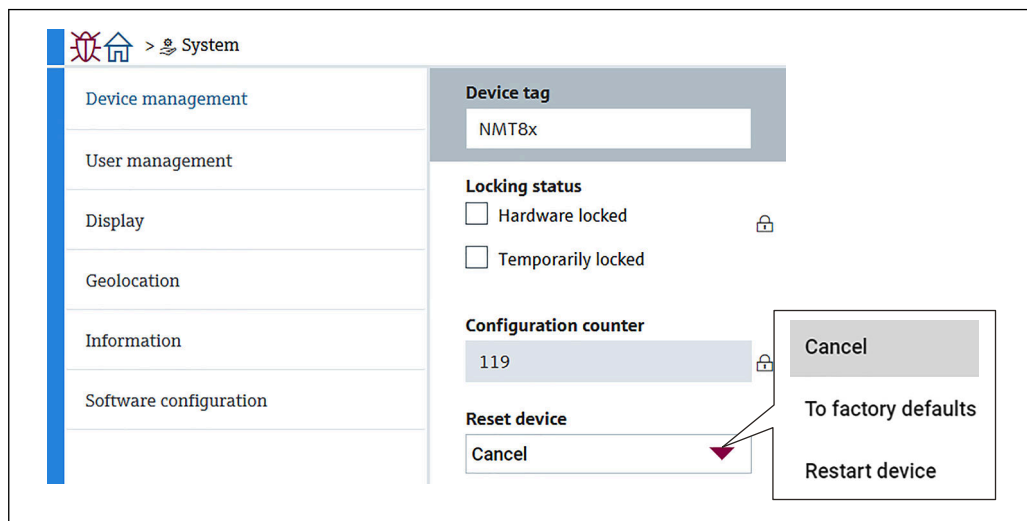 > System
Device management
User management
Display
Geolocation
Information
Software configuration
Device tag
NMT8x
Locking status
Hardware locked
Temporarily locked
Configuration counter
119
Reset device
Cancel
Cancel
To factory defaults
Restart device